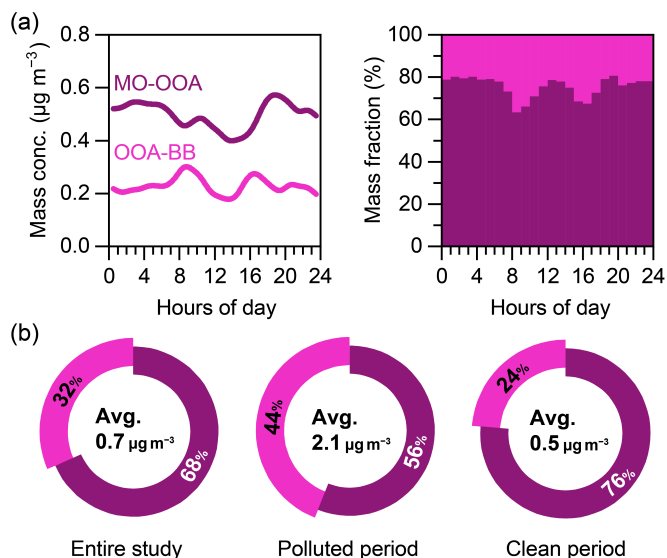 (a)
0.8
0.6
0.4
0.2
0.0
Mass conc. (µg m⁻³)
MO-OOA
OOA-BB
0 4 8 12 16 20 24
Hours of day
100
80
60
40
20
0
Mass fraction (%)
0 4 8 12 16 20 24
Hours of day
(b)
32%
68%
Avg.
0.7 µg m⁻³
Entire study
44%
56%
Avg.
2.1 µg m⁻³
Polluted period
24%
76%
Avg.
0.5 µg m⁻³
Clean period